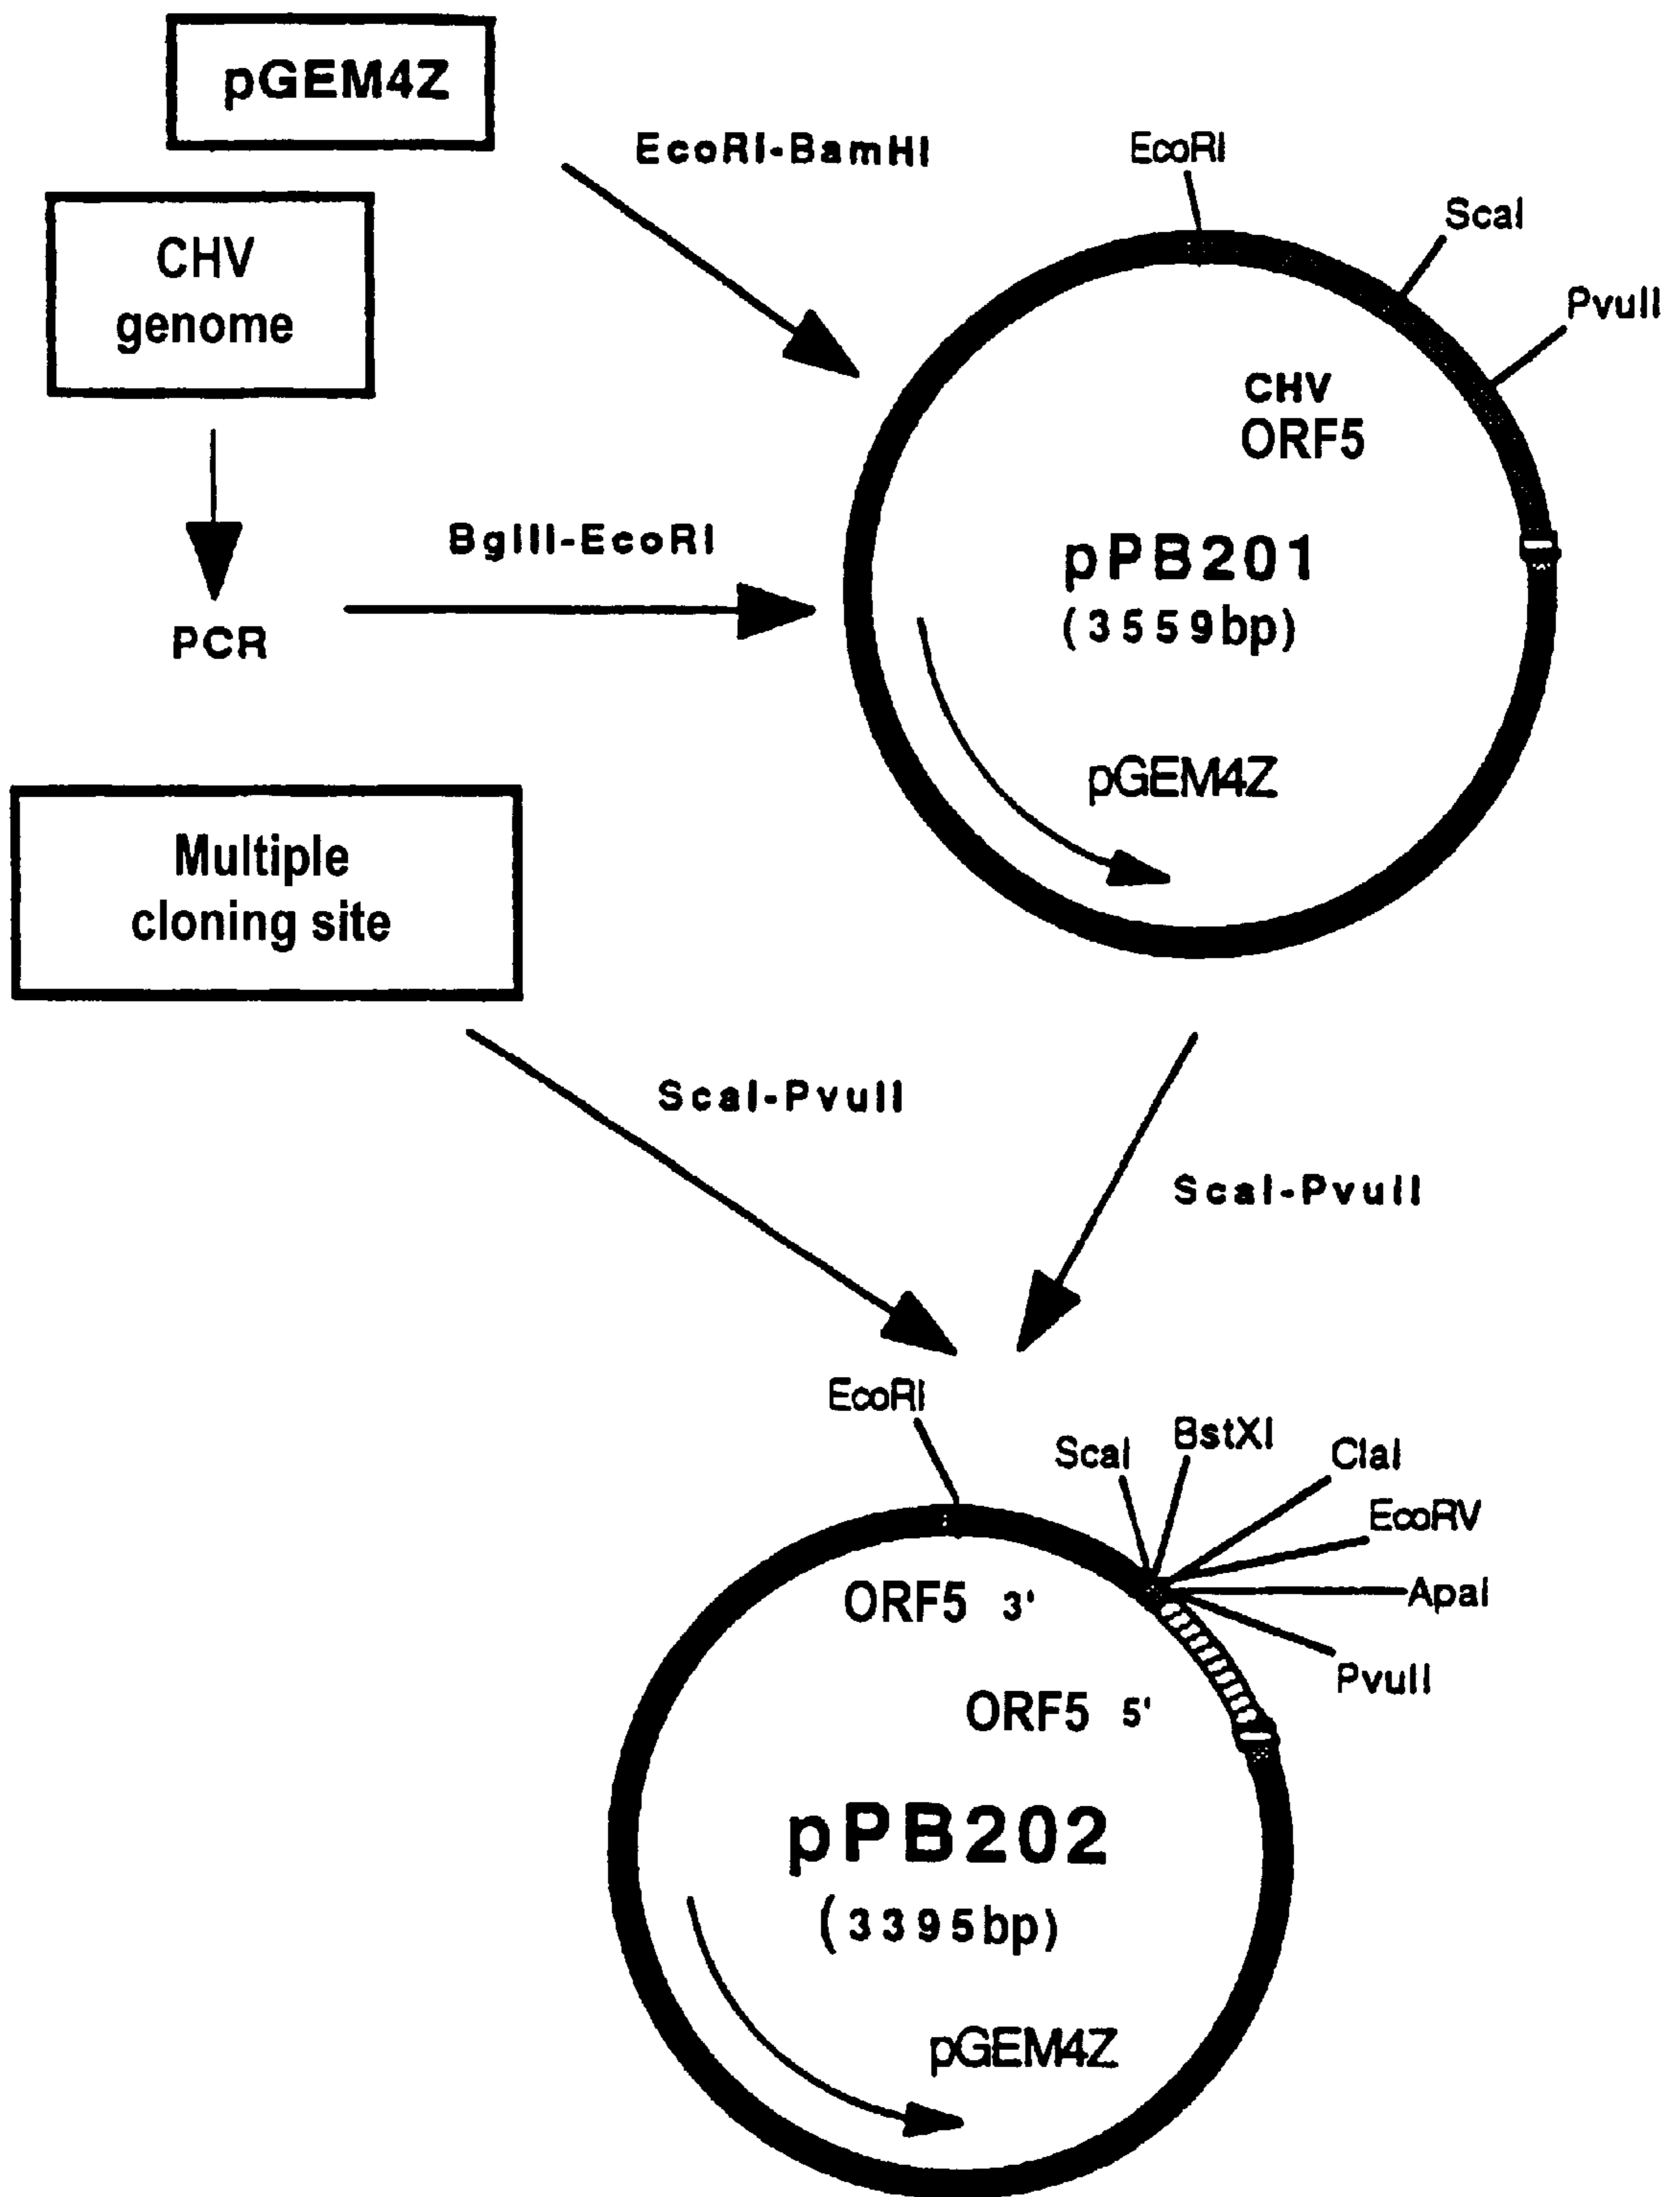 pGEM4Z
EcoRI-BamHI
EcoRI
ScaI
PvuII
CHV
genome
CHV
ORF5
BglII-EcoRI
pPB201
(3559bp)
PCR
pGEM4Z
Multiple
cloning site
ScaI-PvuII
ScaI-PvuII
EcoRI
ScaI
BstXI
ClaI
EcoRV
ApaI
PvuII
ORF5 3'
ORF5 5'
pPB202
(3395bp)
pGEM4Z